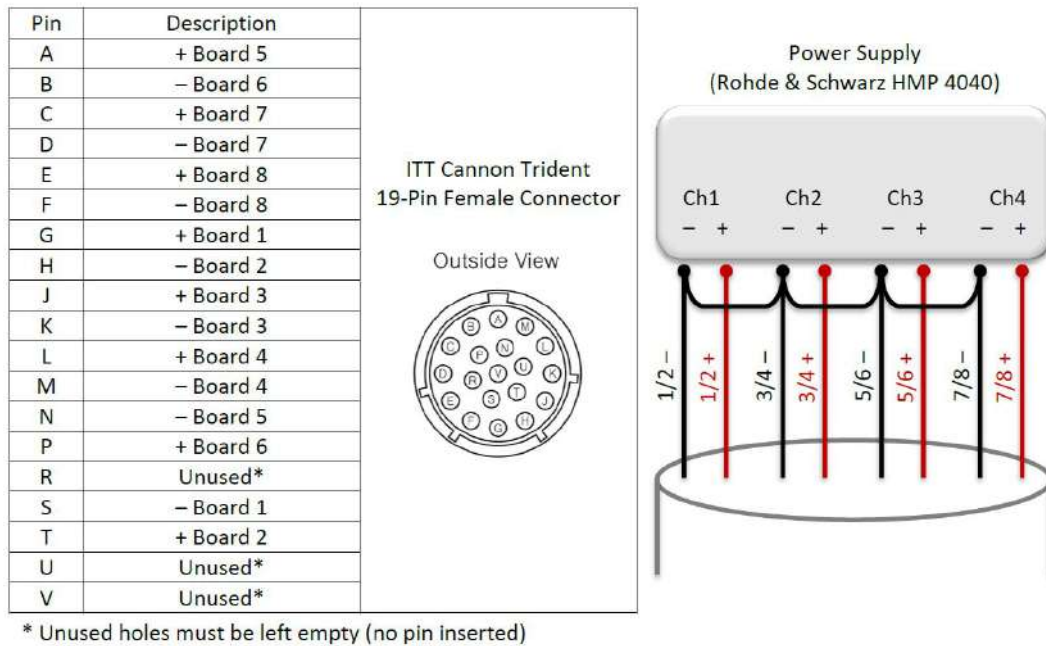 Pin Description
A + Board 5
B – Board 6
C + Board 7
D – Board 7
E + Board 8
F – Board 8
G + Board 1
H – Board 2
J + Board 3
K – Board 3
L + Board 4
M – Board 4
N – Board 5
P + Board 6
R Unused*
S – Board 1
T + Board 2
U Unused*
V Unused*
* Unused holes must be left empty (no pin inserted)
ITT Cannon Trident
19-Pin Female Connector
Outside View
B A M
C P N L
D R V U K
E S T J
F G H
Power Supply
(Rohde & Schwarz HMP 4040)
Ch1 Ch2 Ch3 Ch4
– + – + – + – +
1/2 –
1/2 +
3/4 –
3/4 +
5/6 –
5/6 +
7/8 –
7/8 +